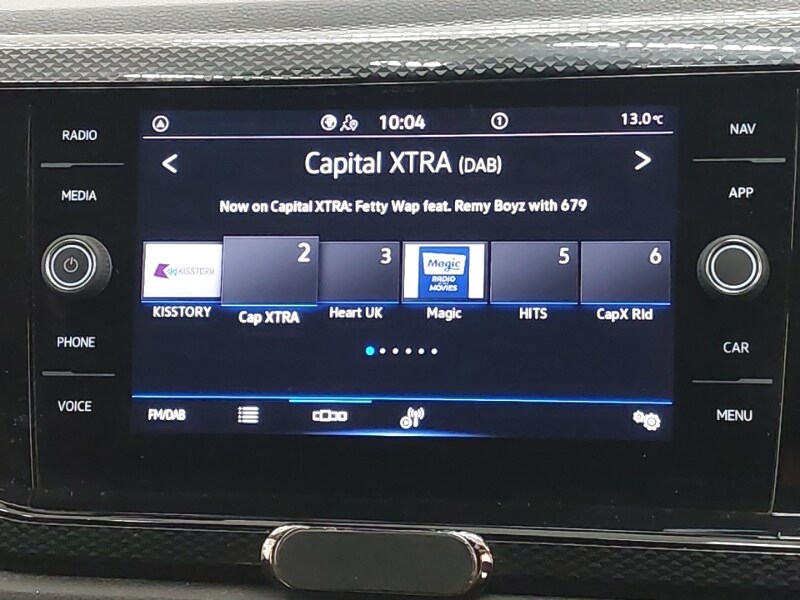 RADIO
MEDIA
PHONE
VOICE
10:04
1
13.0°C
< Capital XTRA (DAB) >
Now on Capital XTRA: Fetty Wap feat. Remy Boyz with 679
KISSTORY 2 3 Magic 5 6
RADIO
MOVIES
KISSTORY Cap XTRA Heart UK Magic HITS CapX Rld
FM/DAB
NAV
APP
CAR
MENU